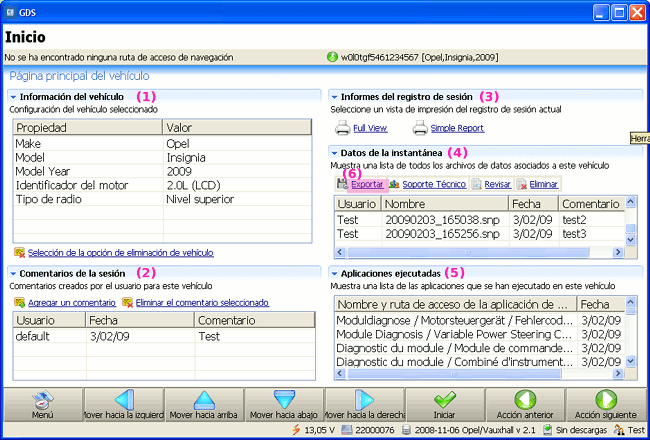 GDS
Inicio
No se ha encontrado ninguna ruta de acceso de navegación
w0l0tgf5461234567 [Opel,Insignia,2009]
Página principal del vehículo
Información del vehículo (1)
Configuración del vehículo seleccionado
Propiedad Valor
Make Opel
Model Insignia
Model Year 2009
Identificador del motor 2.0L (LCD)
Tipo de radio Nivel superior
Selección de la opción de eliminación de vehículo
Comentarios de la sesión (2)
Comentarios creados por el usuario para este vehículo
Agregar un comentario Eliminar el comentario seleccionado
Usuario Fecha Comentario
default 3/02/09 Test
Informes del registro de sesión (3)
Seleccione un vista de impresión del registro de sesión actual
Full View Simple Report
Herra
Datos de la instantánea (4)
Muestra una lista de todos los archivos de datos asociados a este vehículo
(6)
Exportar Soporte Técnico Revisar Eliminar
Usuario Nombre Fecha Comentario
Test 20090203_165038.snp 3/02/09 test2
Test 20090203_165256.snp 3/02/09 test3
Aplicaciones ejecutadas (5)
Muestra una lista de las aplicaciones que se han ejecutado en este vehículo
Nombre y ruta de acceso de la aplicación de ... Fecha
Moduldiagnose / Motorsteuergerät / Fehlercod... 3/02/09
Module Diagnosis / Variable Power Steering C... 3/02/09
Diagnostic du module / Module de commande... 3/02/09
Diagnostic du module / Combiné d'instrument... 3/02/09
Menú
Mover hacia la izquierd
Mover hacia arriba
Mover hacia abajo
Mover hacia la derecha
Iniciar
Acción anterior
Acción siguiente
13,05 V 22000076 2008-11-06 Opel/Vauxhall v 2.1 Sin descargas Test